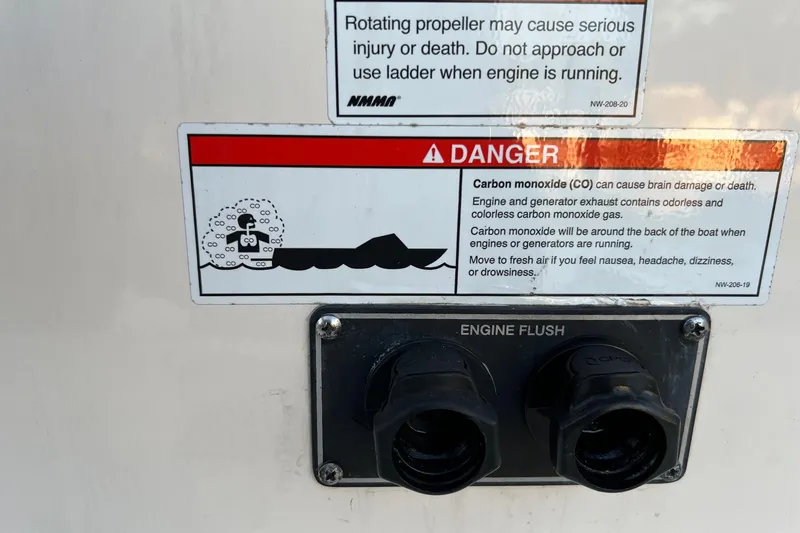 Rotating propeller may cause serious
injury or death. Do not approach or
use ladder when engine is running.
NMMA®
NW-208-20
DANGER
Carbon monoxide (CO) can cause brain damage or death.
Engine and generator exhaust contains odorless and
colorless carbon monoxide gas.
Carbon monoxide will be around the back of the boat when
engines or generators are running.
Move to fresh air if you feel nausea, headache, dizziness,
or drowsiness.
NW-206-19
ENGINE FLUSH